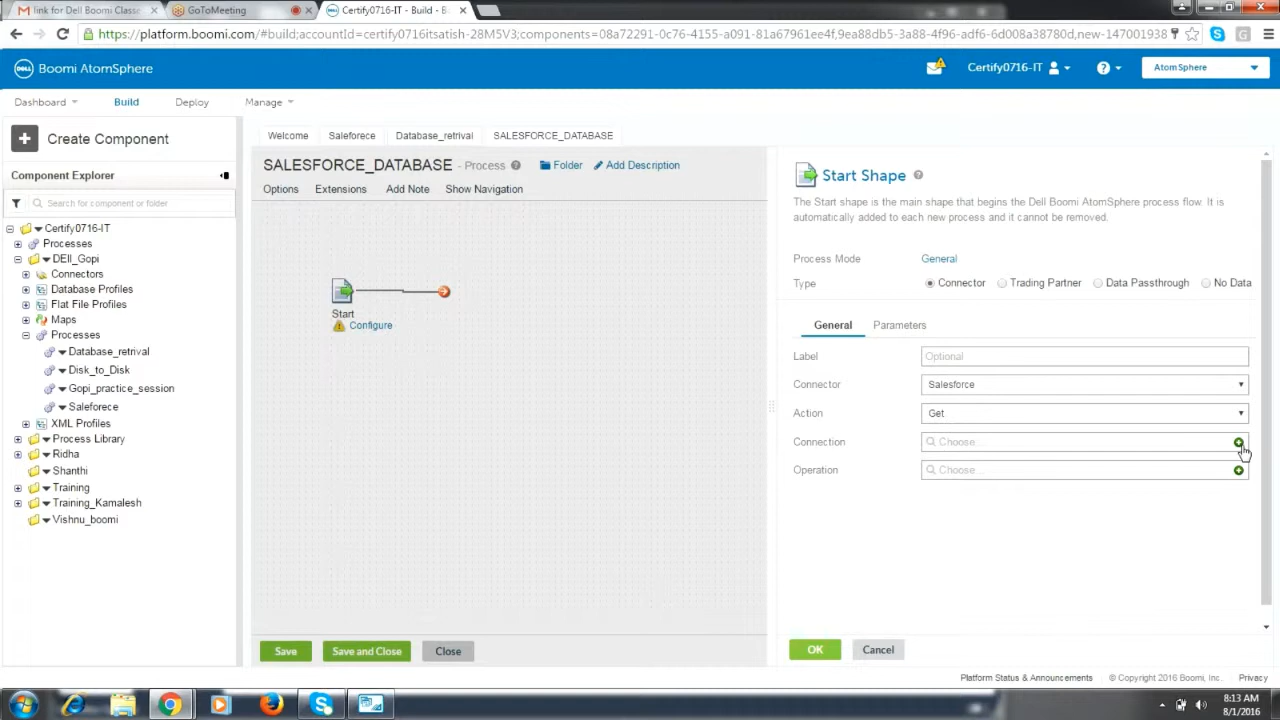 link for Dell Boomi Classe
GoToMeeting
Certify0716-IT - Build - B
https://platform.boomi.com/#build;accountId=certify0716itsatish-28M5V3;components=08a72291-0c76-4155-a091-81a67961ee4f,9ea88db5-3a88-4f96-adf6-6d008a38780d,new-147001938
DELL Boomi AtomSphere
Certify0716-IT
AtomSphere
Dashboard Build Deploy Manage
Create Component
Component Explorer
Search for component or folder
Certify0716-IT
Processes
DEll_Gopi
Connectors
Database Profiles
Flat File Profiles
Maps
Processes
Database_retrival
Disk_to_Disk
Gopi_practice_session
Saleforece
XML Profiles
Process Library
Ridha
Shanthi
Training
Training_Kamalesh
Vishnu_boomi
Welcome Saleforece Database_retrival SALESFORCE_DATABASE
SALESFORCE_DATABASE - Process Folder Add Description
Options Extensions Add Note Show Navigation
Start
Configure
Save Save and Close Close
Start Shape
The Start shape is the main shape that begins the Dell Boomi AtomSphere process flow. It is
automatically added to each new process and it cannot be removed.
Process Mode General
Type Connector Trading Partner Data Passthrough No Data
General Parameters
Label Optional
Connector Salesforce
Action Get
Connection Choose...
Operation Choose...
OK Cancel
Platform Status & Announcements © Copyright 2016 Boomi, Inc. Privacy
8:13 AM
8/1/2016